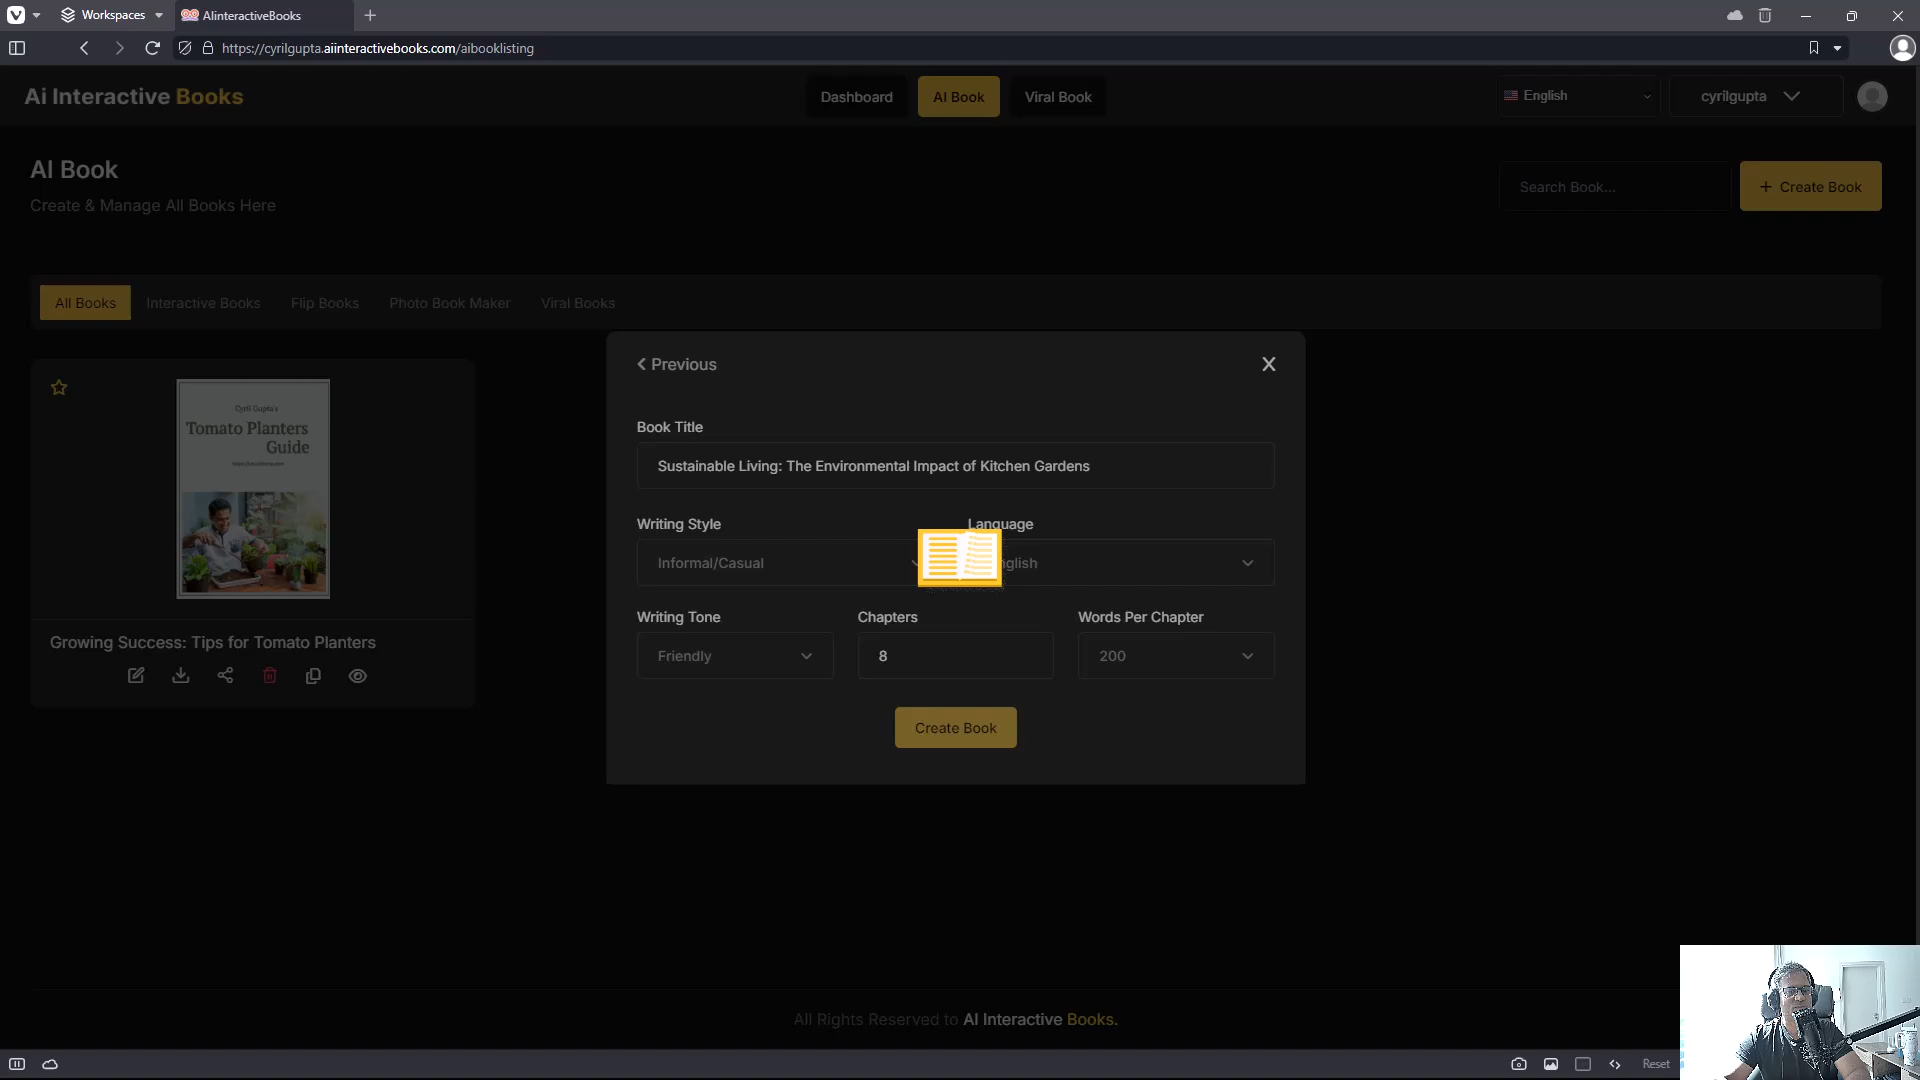 Workspaces
AIinteractiveBooks
https://cyrilgupta.aiinteractivebooks.com/aibooklisting
Ai Interactive Books
Dashboard
AI Book
Viral Book
English
cyrilgupta
AI Book
Create & Manage All Books Here
Search Book...
+ Create Book
All Books
Interactive Books
Flip Books
Photo Book Maker
Viral Books
Cyril Gupta's
Tomato Planters
Guide
Growing Success: Tips for Tomato Planters
Previous
X
Book Title
Sustainable Living: The Environmental Impact of Kitchen Gardens
Writing Style
Language
Informal/Casual
nglish
Writing Tone
Chapters
Words Per Chapter
Friendly
8
200
Create Book
All Rights Reserved to AI Interactive Books.
Reset